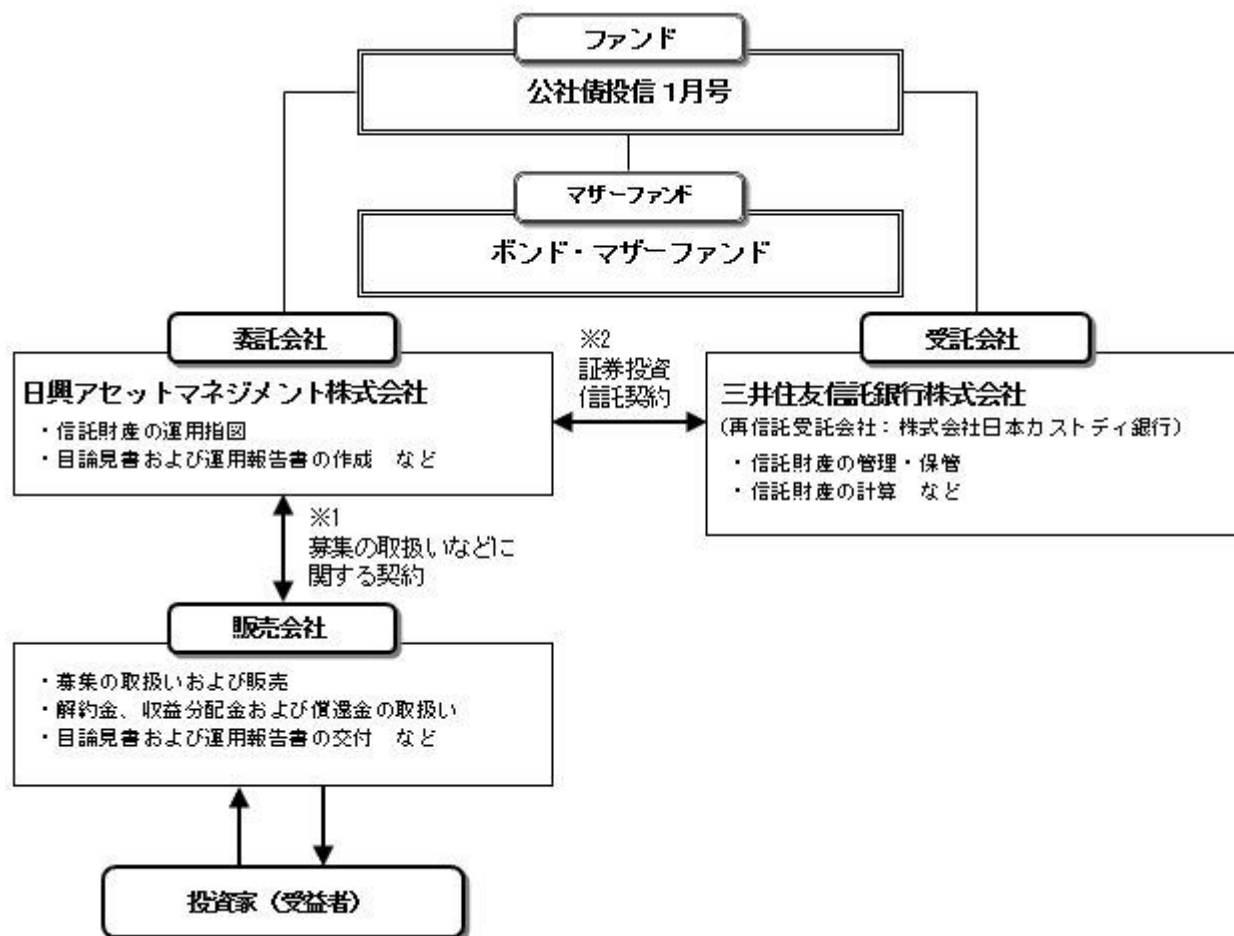 ファンド
公社債投信1月号
マザーファンド
ボンド・マザーファンド
委託会社
日興アセットマネジメント株式会社
・信託財産の運用指図
・目論見書および運用報告書の作成 など
※2
証券投資
信託契約
受託会社
三井住友信託銀行株式会社
(再信託受託会社：株式会社日本カストディ銀行)
・信託財産の管理・保管
・信託財産の計算 など
※1
募集の取扱いなどに
関する契約
販売会社
・募集の取扱いおよび販売
・解約金、収益分配金および償還金の取扱い
・目論見書および運用報告書の交付 など
投資家（受益者）